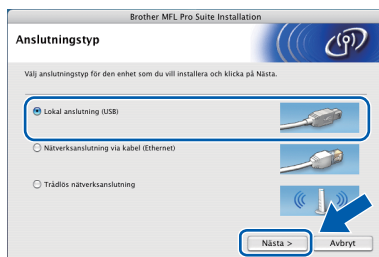 Brother MFL Pro Suite Installation
Anslutningstyp
Välj anslutningstyp för den enhet som du vill installera och klicka på Nästa.
Lokal anslutning (USB)
Nätverksanslutning via kabel (Ethernet)
Trådlös nätverksanslutning
Nästa >
Avbryt